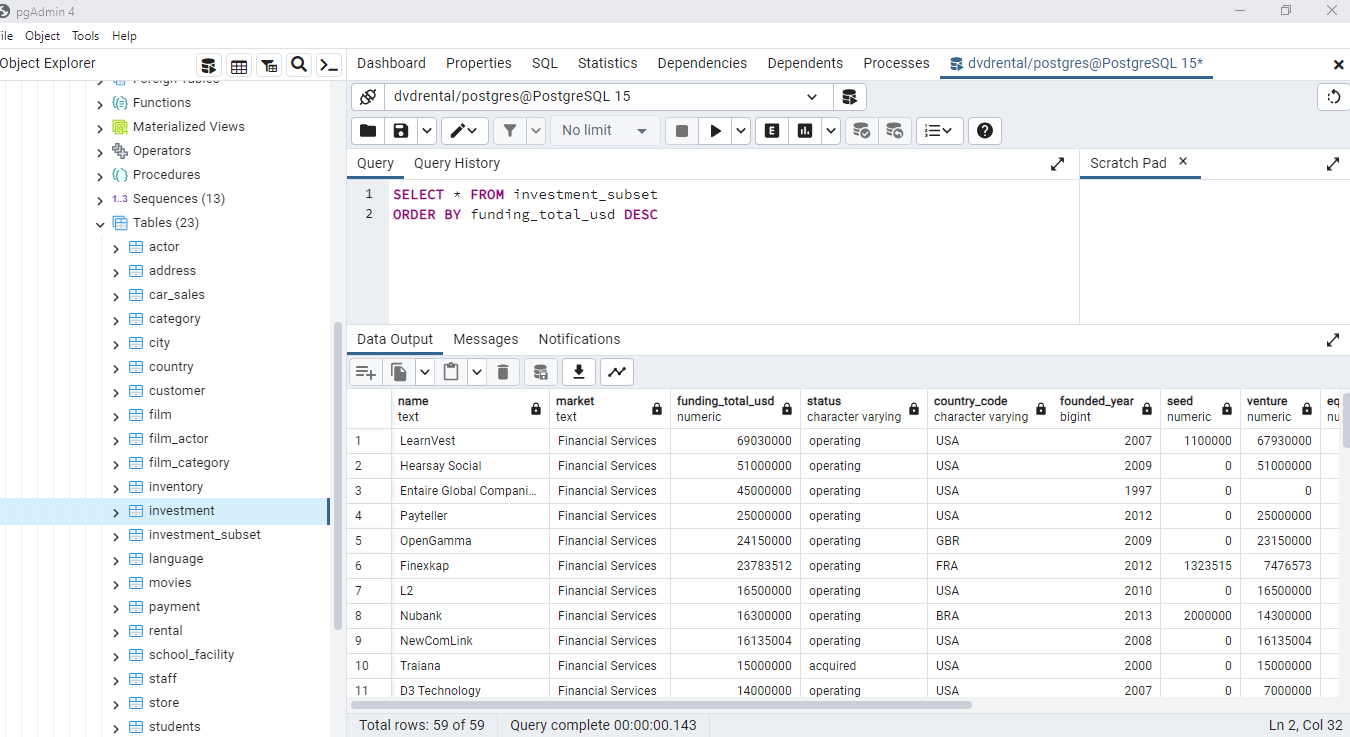 pgAdmin 4
ile Object Tools Help
Object Explorer
Foreign Tables
Functions
Materialized Views
Operators
Procedures
1..3 Sequences (13)
Tables (23)
actor
address
car_sales
category
city
country
customer
film
film_actor
film_category
inventory
investment
investment_subset
language
movies
payment
rental
school_facility
staff
store
students
Dashboard Properties SQL Statistics Dependencies Dependents Processes dvdrental/postgres@PostgreSQL 15*
dvdrental/postgres@PostgreSQL 15
No limit
E
Query Query History
Scratch Pad
1 SELECT * FROM investment_subset
2 ORDER BY funding_total_usd DESC
Data Output Messages Notifications
name market funding_total_usd status country_code founded_year seed venture eq
text text numeric character varying character varying bigint numeric numeric nu
1 LearnVest Financial Services 69030000 operating USA 2007 1100000 67930000
2 Hearsay Social Financial Services 51000000 operating USA 2009 0 51000000
3 Entaire Global Compani... Financial Services 45000000 operating USA 1997 0 0
4 Payteller Financial Services 25000000 operating USA 2012 0 25000000
5 OpenGamma Financial Services 24150000 operating GBR 2009 0 23150000
6 Finexkap Financial Services 23783512 operating FRA 2012 1323515 7476573
7 L2 Financial Services 16500000 operating USA 2010 0 16500000
8 Nubank Financial Services 16300000 operating BRA 2013 2000000 14300000
9 NewComLink Financial Services 16135004 operating USA 2008 0 16135004
10 Traiana Financial Services 15000000 acquired USA 2000 0 15000000
11 D3 Technology Financial Services 14000000 operating USA 2007 0 7000000
Total rows: 59 of 59 Query complete 00:00:00.143 Ln 2, Col 32